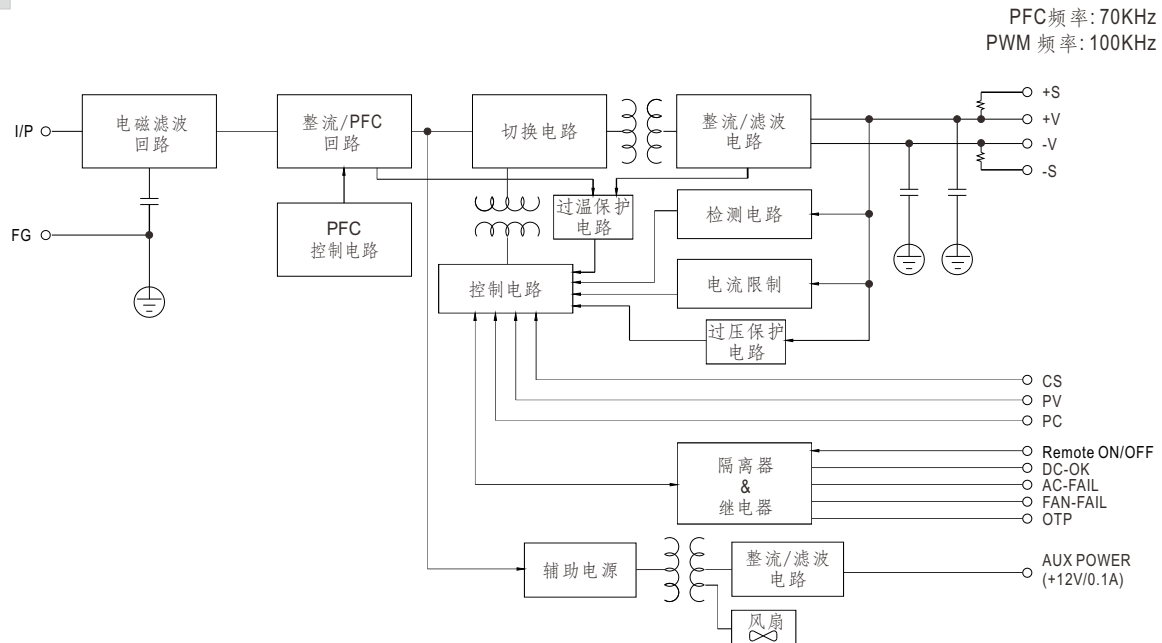 PFC频率: 70KHz
PWM 频率: 100KHz
I/P
电磁滤波
回路
整流/PFC
回路
切换电路
整流/滤波
电路
+S
+V
-V
-S
FG
PFC
控制电路
过温保护
电路
检测电路
控制电路
电流限制
过压保护
电路
CS
PV
PC
隔离器
&
继电器
Remote ON/OFF
DC-OK
AC-FAIL
FAN-FAIL
OTP
辅助电源
整流/滤波
电路
AUX POWER
(+12V/0.1A)
风扇